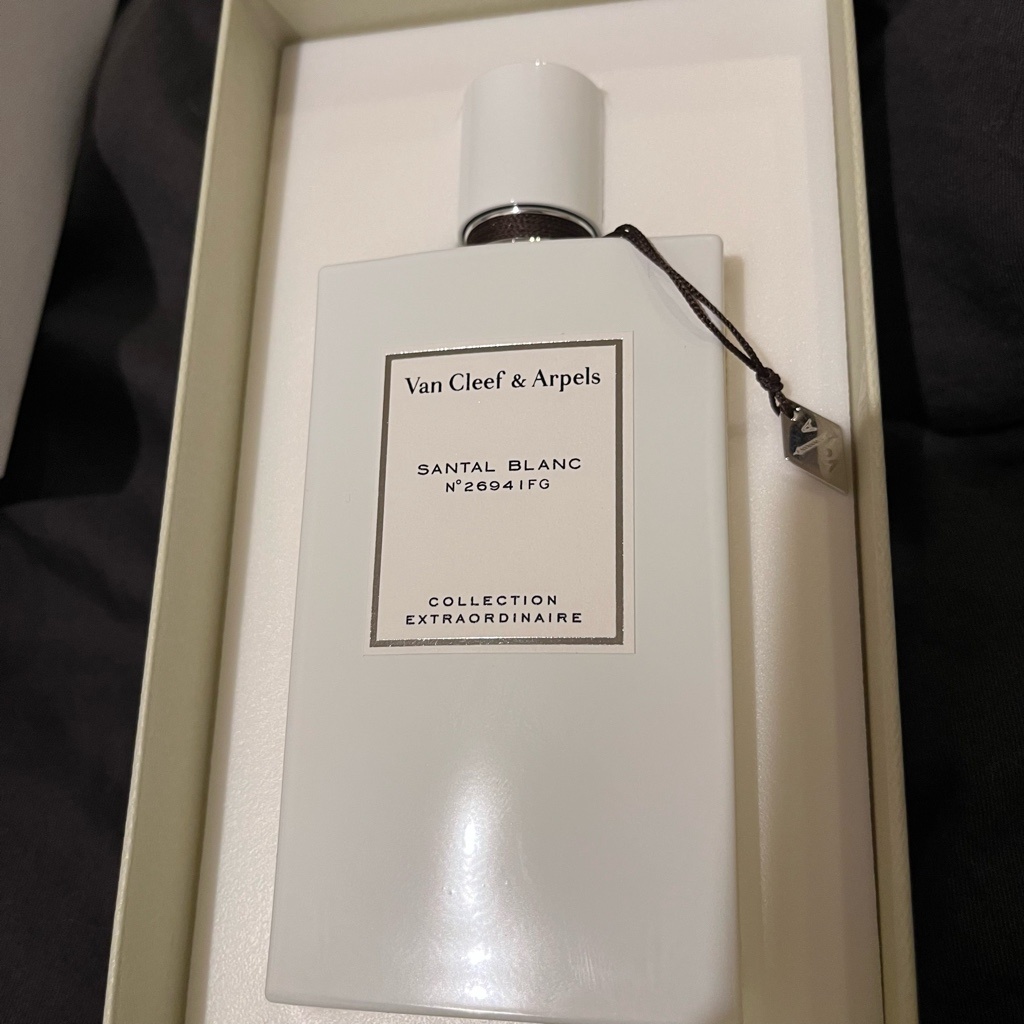 Van Cleef & Arpels
SANTAL BLANC
N°26941FG
COLLECTION
EXTRAORDINAIRE